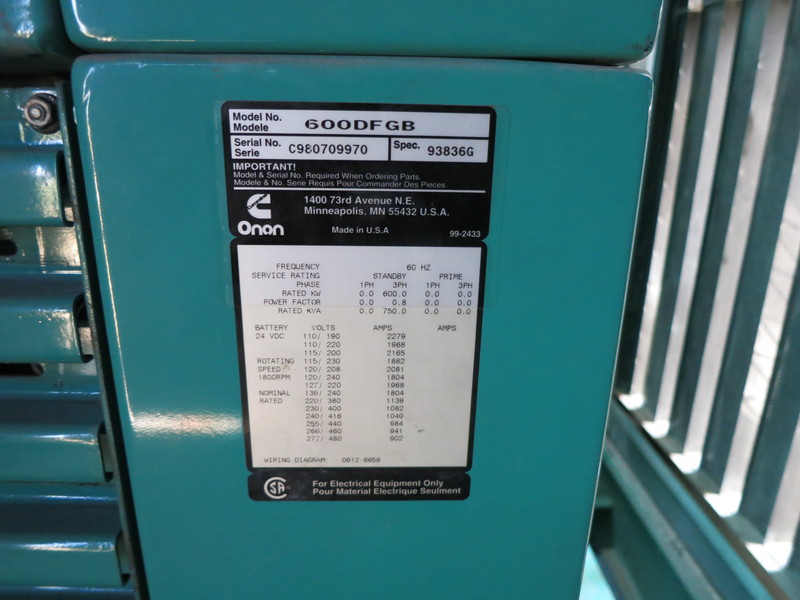 Model No. 600DFGB
Modele
Serial No. C980709970 Spec. 93836G
Serie
IMPORTANT!
Model & Serial No. Required When Ordering Parts.
Modele & No. Serie Requis Pour Commander Des Pieces.
1400 73rd Avenue N.E.
Minneapolis, MN 55432 U.S.A.
Onan
Made in U.S.A
99-2433
FREQUENCY 60 HZ
SERVICE RATING STANDBY PRIME
PHASE 1PH 3PH 1PH 3PH
RATED KW 0.0 600.0 0.0 0.0
POWER FACTOR 0.0 0.8 0.0 0.0
RATED KVA 0.0 750.0 0.0 0.0
BATTERY VOLTS AMPS AMPS
24 VDC 110/ 190 2279
110/ 220 1968
115/ 200 2165
ROTATING 115/ 230 1882
SPEED 120/ 208 2081
1800RPM 120/ 240 1804
127/ 220 1968
NOMINAL 139/ 240 1804
RATED 220/ 380 1139
230/ 400 1082
240/ 416 1040
255/ 440 984
266/ 460 941
277/ 480 902
WIRING DIAGRAM: 0612-6658
CSA
For Electrical Equipment Only
Pour Material Electrique Seulment